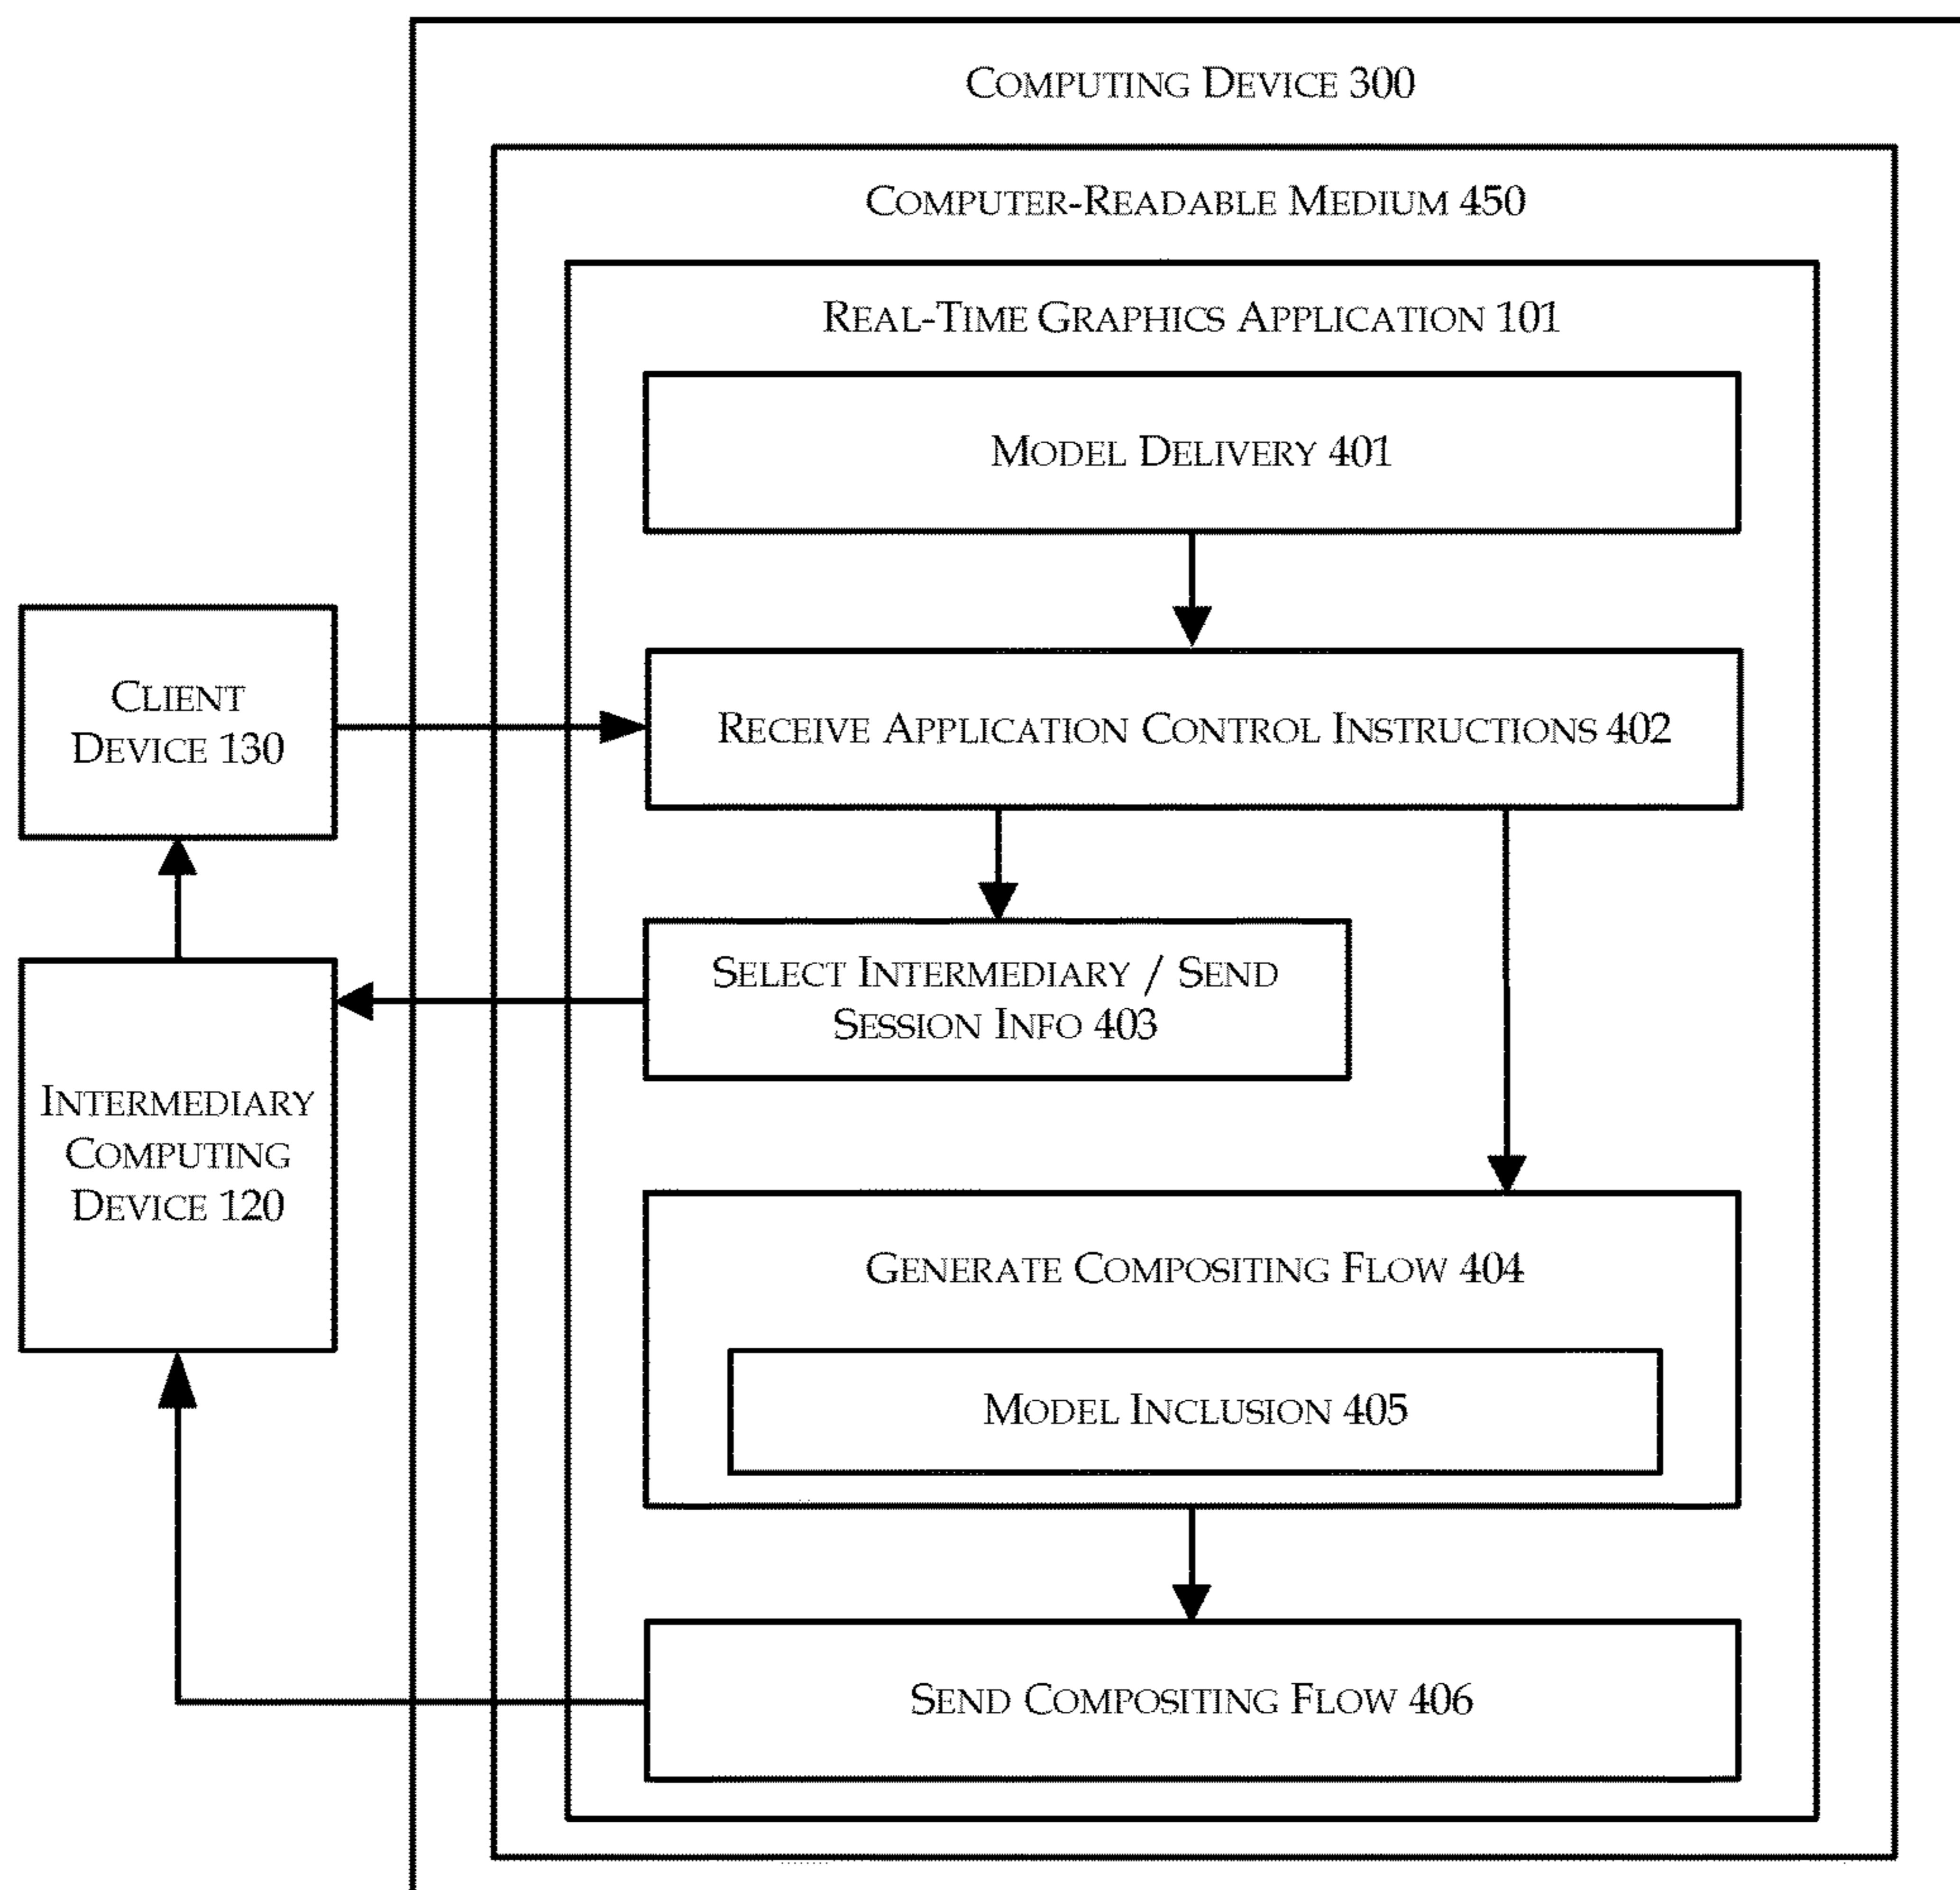 COMPUTING DEVICE 300
COMPUTER-READABLE MEDIUM 450
REAL-TIME GRAPHICS APPLICATION 101
MODEL DELIVERY 401
CLIENT
DEVICE 130
RECEIVE APPLICATION CONTROL INSTRUCTIONS 402
SELECT INTERMEDIARY / SEND
SESSION INFO 403
INTERMEDIARY
COMPUTING
DEVICE 120
GENERATE COMPOSITING FLOW 404
MODEL INCLUSION 405
SEND COMPOSITING FLOW 406